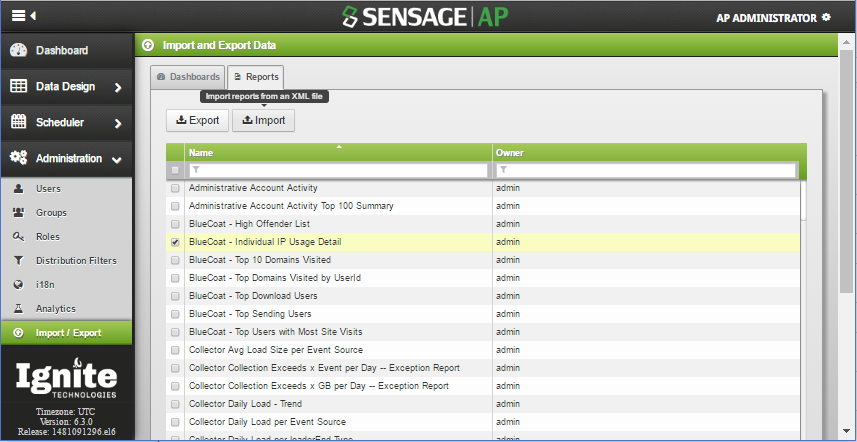 SENSAGE AP
AP ADMINISTRATOR
Dashboard
Data Design
Scheduler
Administration
Users
Groups
Roles
Distribution Filters
i18n
Analytics
Import / Export
Ignite
TECHNOLOGIES
Timezone: UTC
Version: 6.3.0
Release: 1481091296.el6
Import and Export Data
Dashboards Reports
Import reports from an XML file
Export Import
Name Owner
Administrative Account Activity admin
Administrative Account Activity Top 100 Summary admin
BlueCoat - High Offender List admin
BlueCoat - Individual IP Usage Detail admin
BlueCoat - Top 10 Domains Visited admin
BlueCoat - Top Domains Visited by UserId admin
BlueCoat - Top Download Users admin
BlueCoat - Top Sending Users admin
BlueCoat - Top Users with Most Site Visits admin
Collector Avg Load Size per Event Source admin
Collector Collection Exceeds x Event per Day -- Exception Report admin
Collector Collection Exceeds x GB per Day -- Exception Report admin
Collector Daily Load - Trend admin
Collector Daily Load per Event Source admin
Collector Daily Load per loaderEnd Type admin